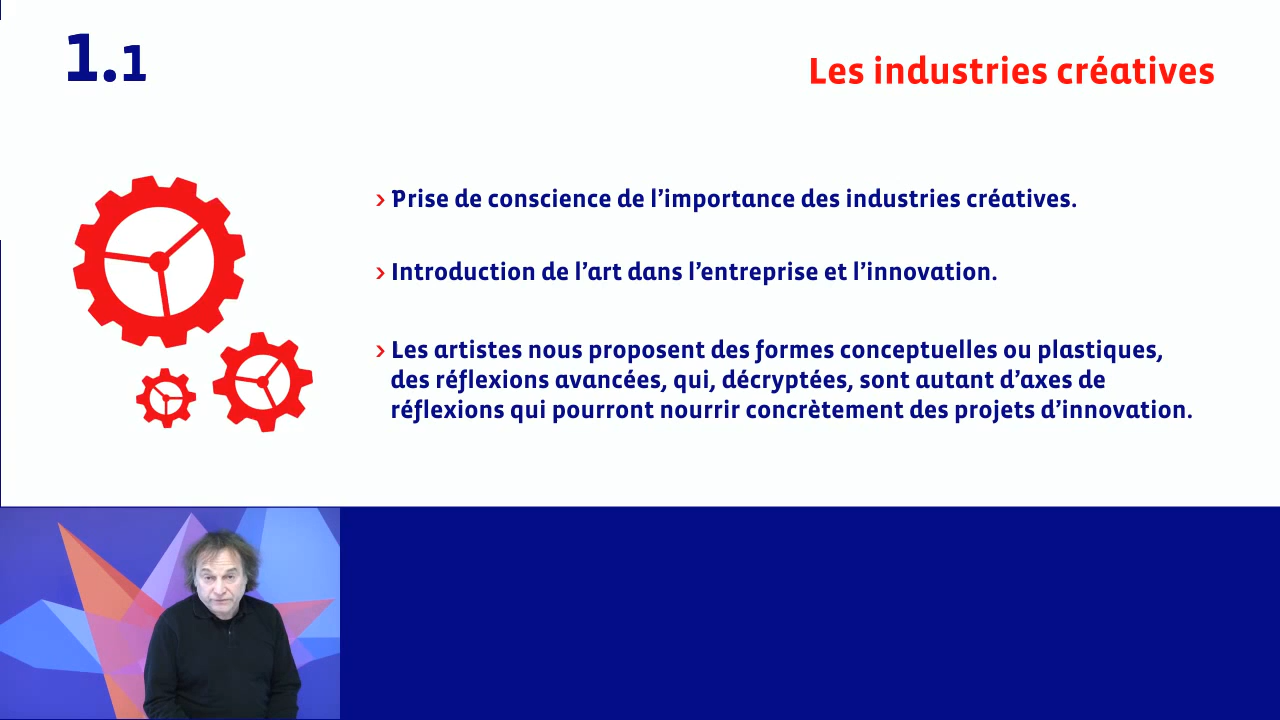 1.1
Les industries créatives
› Prise de conscience de l’importance des industries créatives.
› Introduction de l’art dans l’entreprise et l’innovation.
› Les artistes nous proposent des formes conceptuelles ou plastiques,
des réflexions avancées, qui, décryptées, sont autant d’axes de
réflexions qui pourront nourrir concrètement des projets d’innovation.